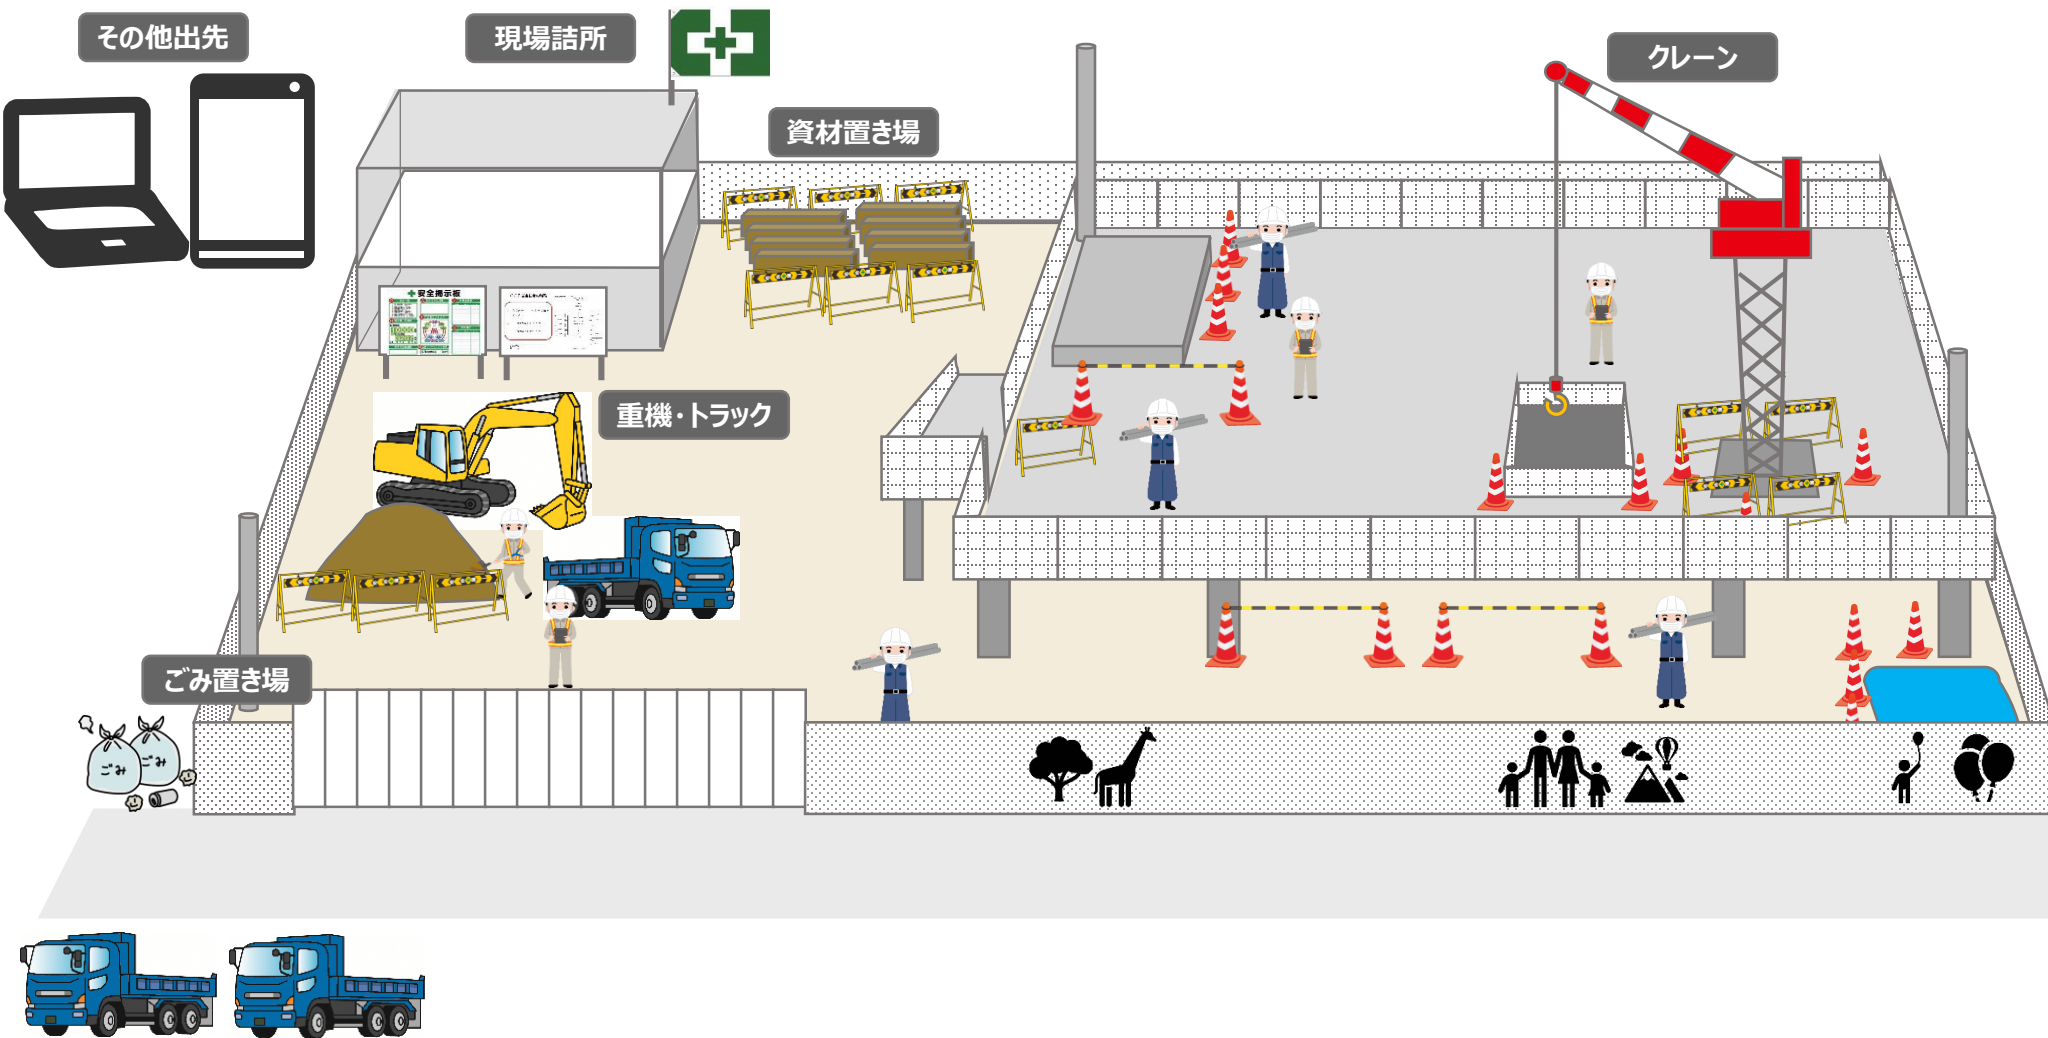 その他出先
現場詰所
クレーン
資材置き場
安全掲示板
重機・トラック
ごみ置き場
ごみ
ごみ